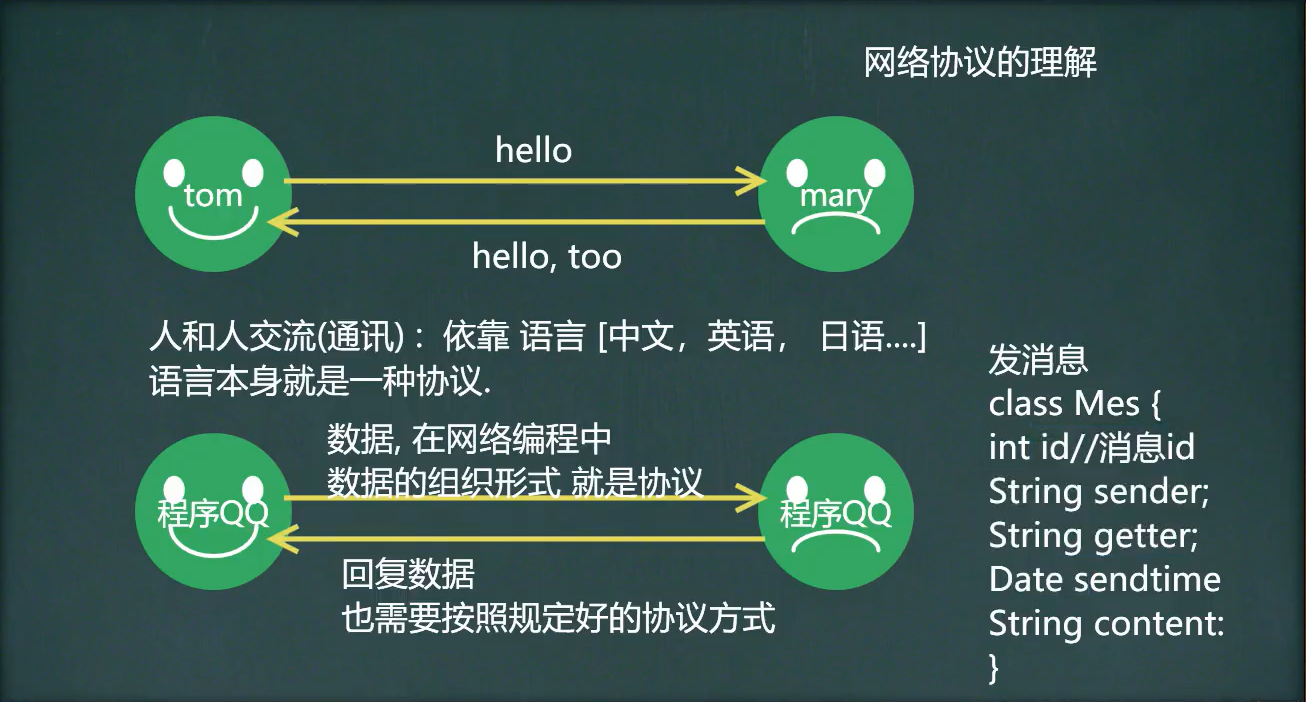 网络协议的理解
hello
tom
mary
hello, too
人和人交流(通讓) : 依靠 语言 [中文，英语， 日语....]
语言本身就是一种协议.
数据, 在网络编程中
数据的组织形式 就是协议
程序QQ
程序QQ
回复数据
也需要按照规定好的协议方式
发消息
class Mes {
int id//消息id
String sender;
String getter;
Date sendtime
String content:
}